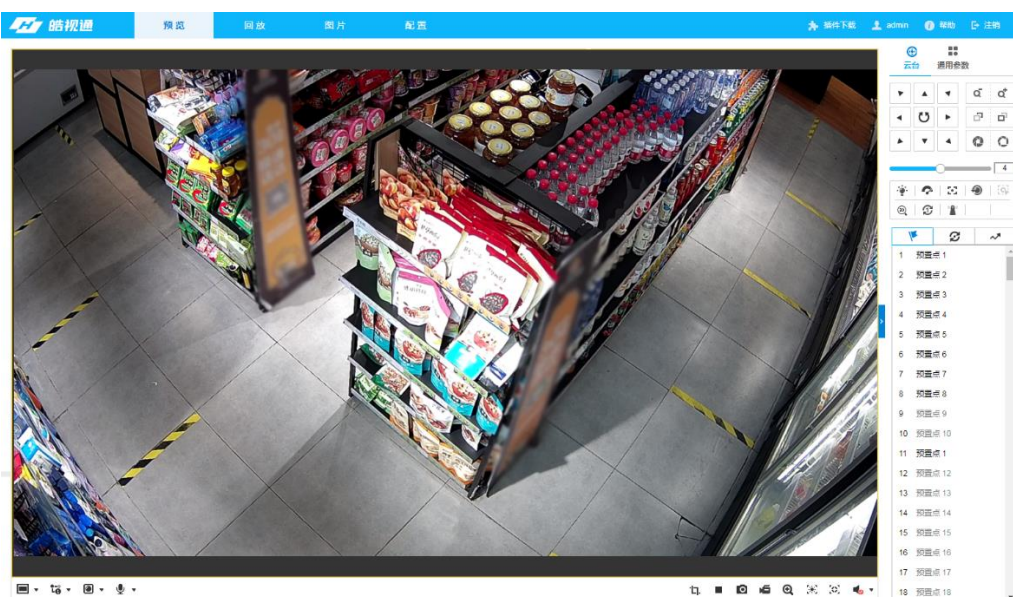 皓视通
预览
回放
图片
配置
插件下载
admin
帮助
注销
云台
通用参数
4
1 预置点 1
2 预置点 2
3 预置点 3
4 预置点 4
5 预置点 5
6 预置点 6
7 预置点 7
8 预置点 8
9 预置点 9
10 预置点 10
11 预置点 1
12 预置点 12
13 预置点 13
14 预置点 14
15 预置点 15
16 预置点 16
17 预置点 17
18 预置点 18